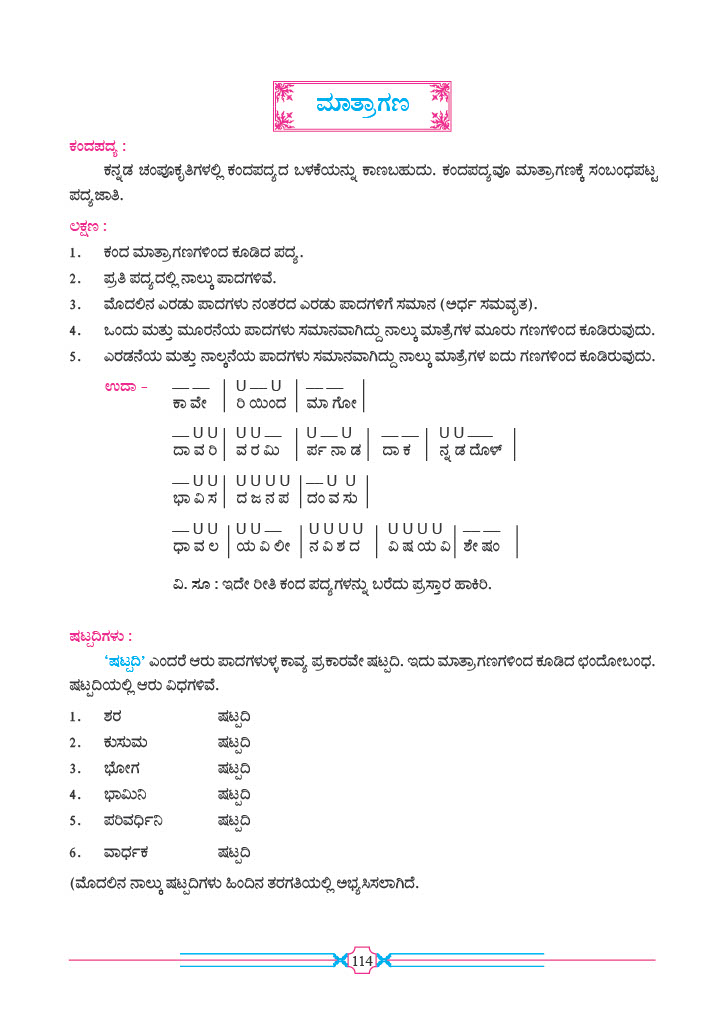 ಮಾತ್ರಾಗಣ
ಕಂದಪದ್ಯ :
ಕನ್ನಡ ಚಂಪೂಕೃತಿಗಳಲ್ಲಿ ಕಂದಪದ್ಯದ ಬಳಕೆಯನ್ನು ಕಾಣಬಹುದು. ಕಂದಪದ್ಯವೂ ಮಾತ್ರಾಗಣಕ್ಕೆ ಸಂಬಂಧಪಟ್ಟ
ಪದ್ಯಜಾತಿ.
ಲಕ್ಷಣ :
1. ಕಂದ ಮಾತ್ರಾಗಣಗಳಿಂದ ಕೂಡಿದ ಪದ್ಯ.
2. ಪ್ರತಿ ಪದ್ಯದಲ್ಲಿ ನಾಲ್ಕು ಪಾದಗಳಿವೆ.
3. ಮೊದಲಿನ ಎರಡು ಪಾದಗಳು ನಂತರದ ಎರಡು ಪಾದಗಳಿಗೆ ಸಮಾನ (ಅರ್ಧ ಸಮವೃತ).
4. ಒಂದು ಮತ್ತು ಮೂರನೆಯ ಪಾದಗಳು ಸಮಾನವಾಗಿದ್ದು ನಾಲ್ಕು ಮಾತ್ರೆಗಳ ಮೂರು ಗಣಗಳಿಂದ ಕೂಡಿರುವುದು.
5. ಎರಡನೆಯ ಮತ್ತು ನಾಲ್ಕನೆಯ ಪಾದಗಳು ಸಮಾನವಾಗಿದ್ದು ನಾಲ್ಕು ಮಾತ್ರೆಗಳ ಐದು ಗಣಗಳಿಂದ ಕೂಡಿರುವುದು.
ಉದಾ - — — | U — U | — — |
ಕಾ ವೇ | ರಿ ಯಿಂದ | ಮಾ ಗೋ |
— U U | U U — | U — U | — — | U U — |
ದಾ ವ ರಿ | ವ ರ ಮಿ | ರ್ಪ ನಾ ಡ | ದಾ ಕ | ನ್ನ ಡ ದೊಳ್ |
— U U | U U U U | — U U |
ಭಾ ವಿ ಸ | ದ ಜ ನ ಪ | ದಂ ವ ಸು |
— U U | U U — | U U U U | U U U U | — — |
ಧಾ ವ ಲ | ಯ ವಿ ಲೀ | ನ ವಿ ಶ ದ | ವಿ ಷ ಯ ವಿ | ಶೇ ಷಂ |
ವಿ. ಸೂ : ಇದೇ ರೀತಿ ಕಂದ ಪದ್ಯಗಳನ್ನು ಬರೆದು ಪ್ರಸ್ತಾರ ಹಾಕಿರಿ.
ಷಟ್ಪದಿಗಳು :
‘ಷಟ್ಪದಿ’ ಎಂದರೆ ಆರು ಪಾದಗಳುಳ್ಳ ಕಾವ್ಯ ಪ್ರಕಾರವೇ ಷಟ್ಪದಿ. ಇದು ಮಾತ್ರಾಗಣಗಳಿಂದ ಕೂಡಿದ ಛಂದೋಬಂಧ.
ಷಟ್ಪದಿಯಲ್ಲಿ ಆರು ವಿಧಗಳಿವೆ.
1. ಶರ ಷಟ್ಪದಿ
2. ಕುಸುಮ ಷಟ್ಪದಿ
3. ಭೋಗ ಷಟ್ಪದಿ
4. ಭಾಮಿನಿ ಷಟ್ಪದಿ
5. ಪರಿವರ್ಧಿನಿ ಷಟ್ಪದಿ
6. ವಾರ್ಧಕ ಷಟ್ಪದಿ
(ಮೊದಲಿನ ನಾಲ್ಕು ಷಟ್ಪದಿಗಳು ಹಿಂದಿನ ತರಗತಿಯಲ್ಲಿ ಅಭ್ಯಸಿಸಲಾಗಿದೆ.
114